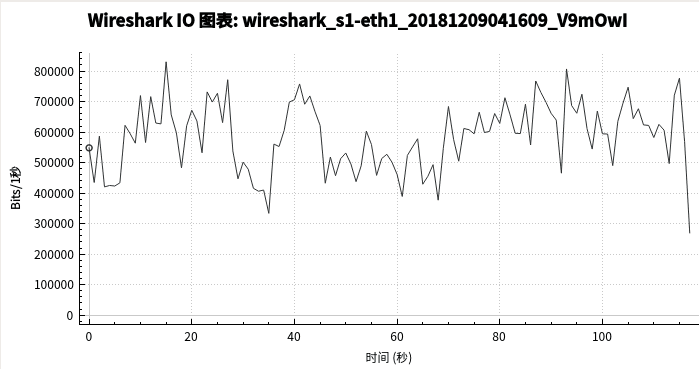 Wireshark IO 图表: wireshark_s1-eth1_20181209041609_V9mOwI
800000
700000
600000
500000
400000
300000
200000
100000
0
Bits/1秒
0 20 40 60 80 100
时间 (秒)